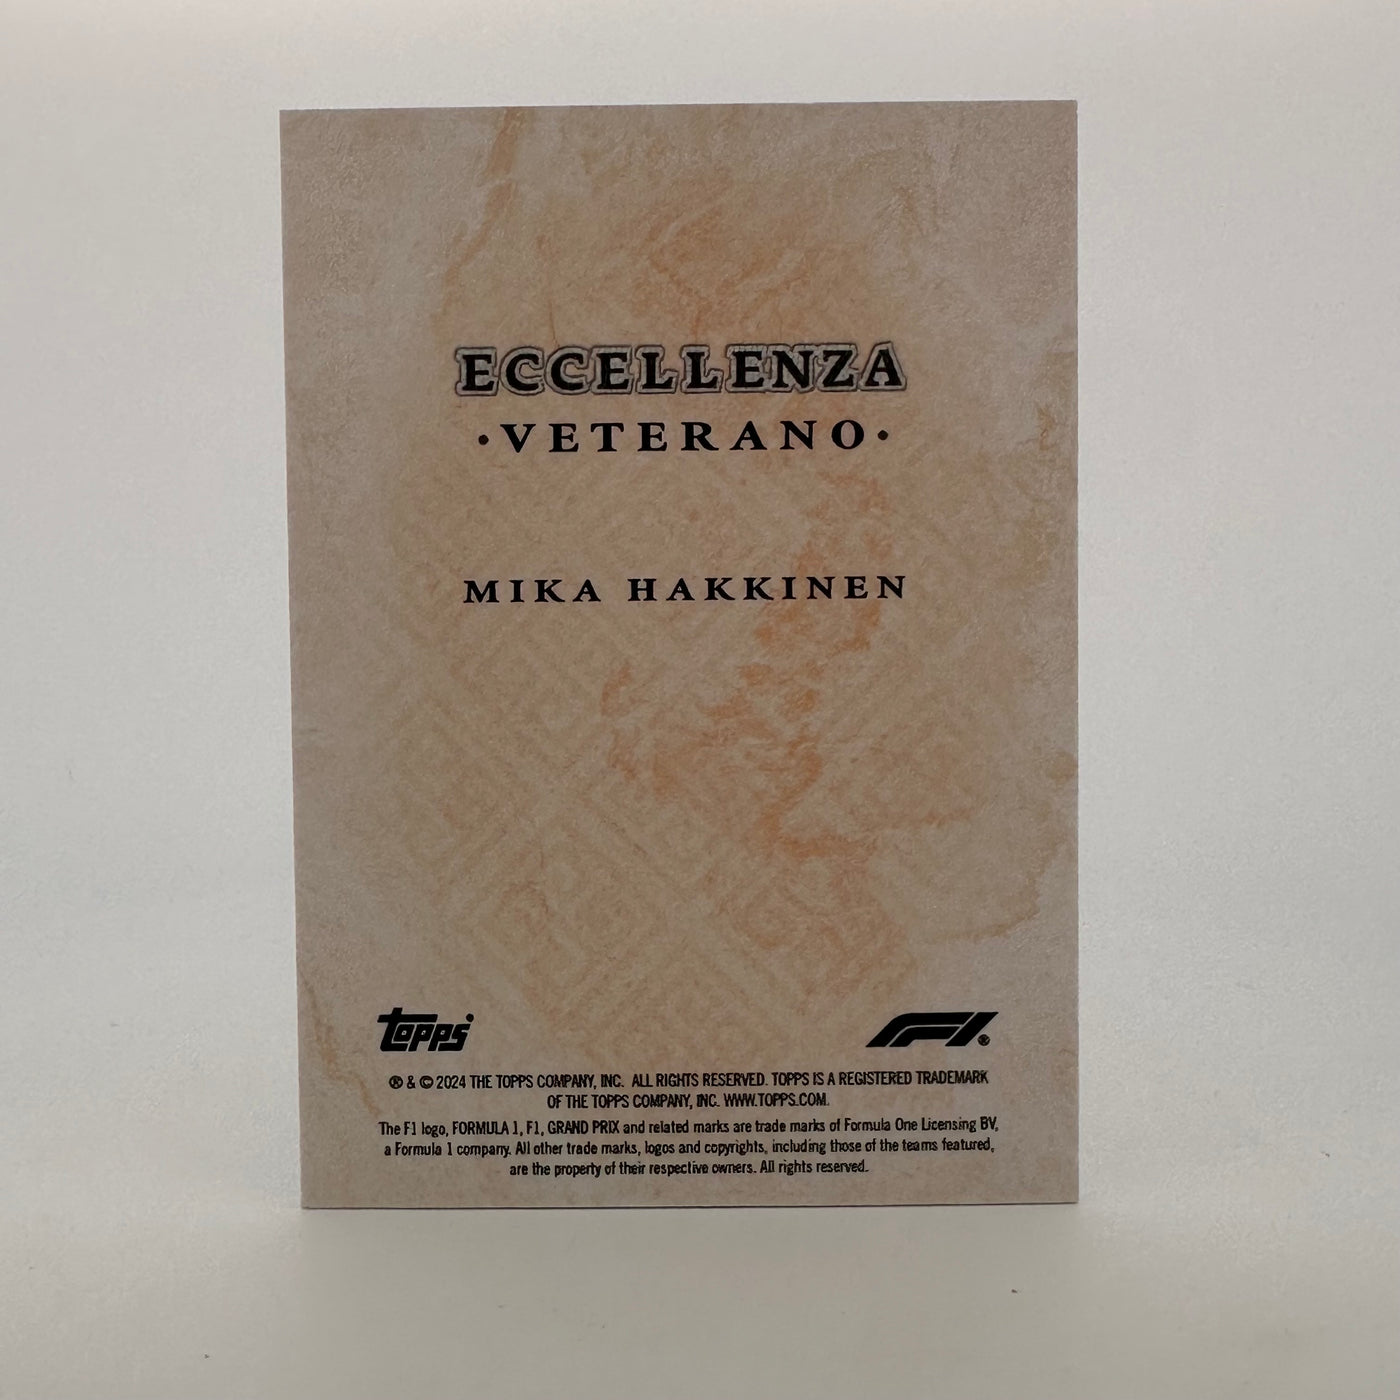 ECCELLENZA
·VETERANO·
MIKA HAKKINEN
topps
F1®
® & © 2024 THE TOPPS COMPANY, INC. ALL RIGHTS RESERVED. TOPPS IS A REGISTERED TRADEMARK
OF THE TOPPS COMPANY, INC. WWW.TOPPS.COM.
The F1 logo, FORMULA 1, F1, GRAND PRIX and related marks are trade marks of Formula One Licensing BV,
a Formula 1 company. All other trade marks, logos and copyrights, including those of the teams featured,
are the property of their respective owners. All rights reserved.